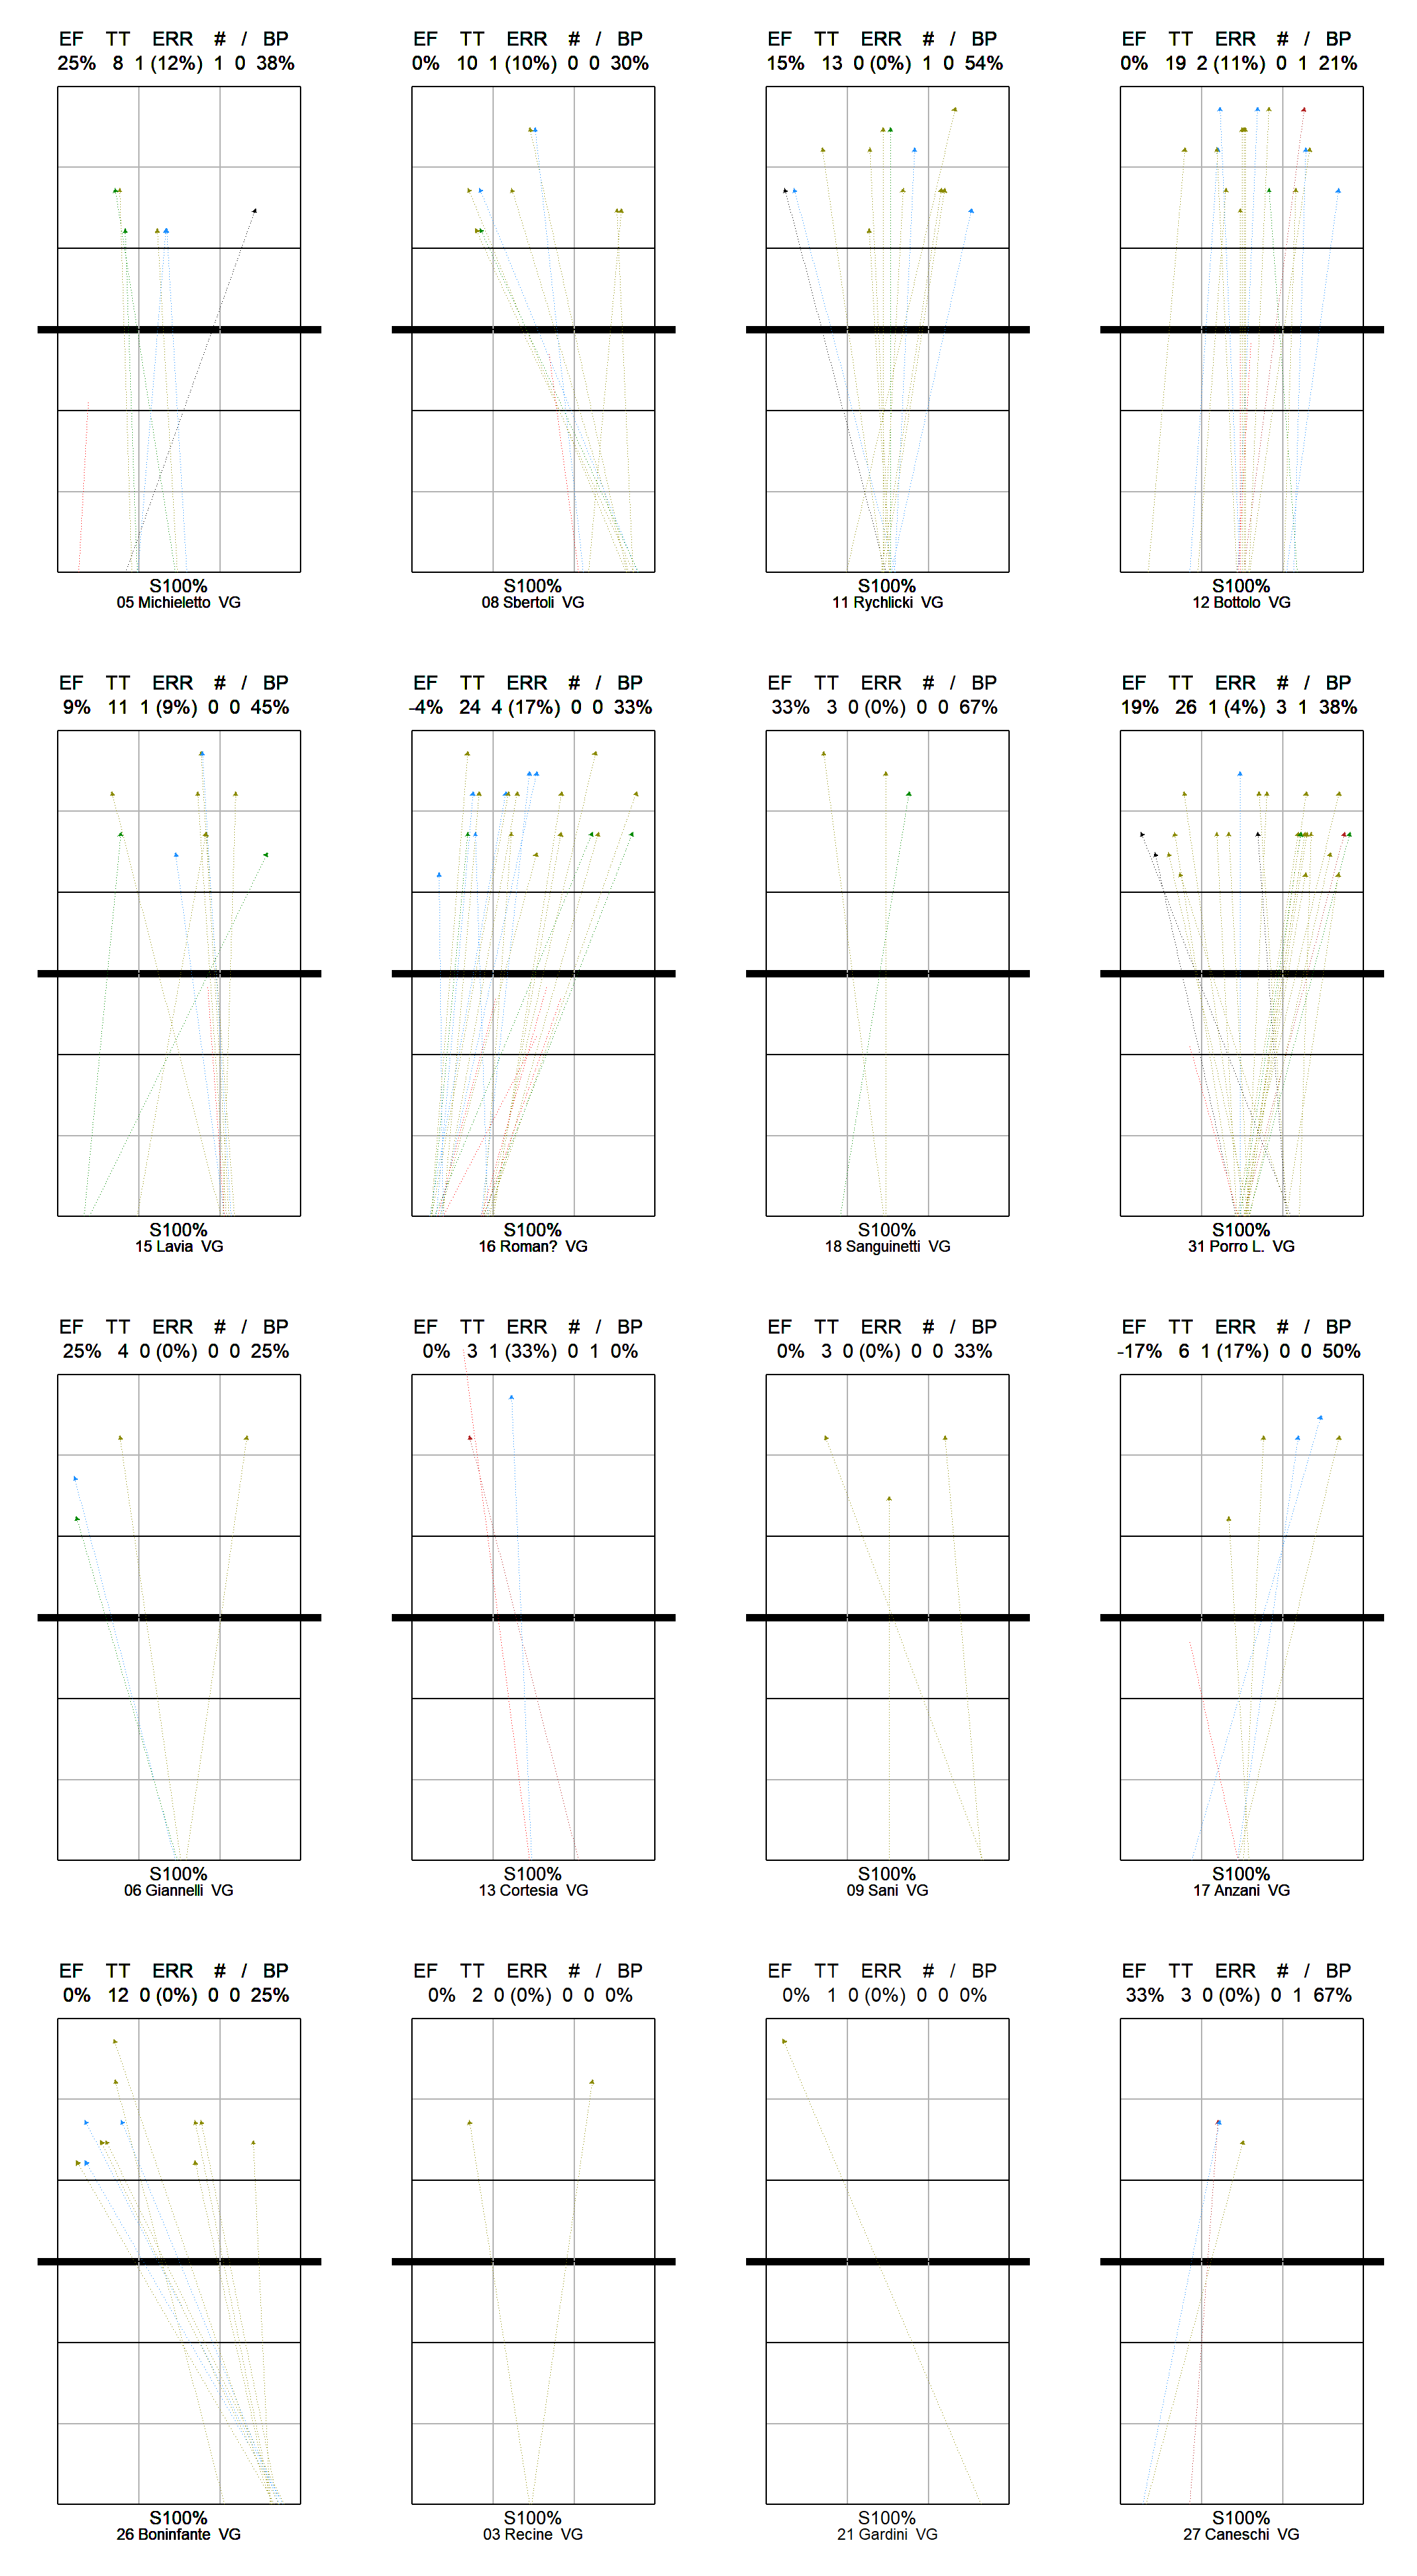 EF TT ERR # / BP EF TT ERR # / BP EF TT ERR # / BP EF TT ERR # / BP
25% 8 1 (12%) 1 0 38% 0% 10 1 (10%) 0 0 30% 15% 13 0 (0%) 1 0 54% 0% 19 2 (11%) 0 1 21%
S100% S100% S100% S100%
05 Michieletto VG 08 Sbertoli VG 11 Rychlicki VG 12 Bottolo VG
EF TT ERR # / BP EF TT ERR # / BP EF TT ERR # / BP EF TT ERR # / BP
9% 11 1 (9%) 0 0 45% -4% 24 4 (17%) 0 0 33% 33% 3 0 (0%) 0 0 67% 19% 26 1 (4%) 3 1 38%
S100% S100% S100% S100%
15 Lavia VG 16 Roman? VG 18 Sanguinetti VG 31 Porro L. VG
EF TT ERR # / BP EF TT ERR # / BP EF TT ERR # / BP EF TT ERR # / BP
25% 4 0 (0%) 0 0 25% 0% 3 1 (33%) 0 1 0% 0% 3 0 (0%) 0 0 33% -17% 6 1 (17%) 0 0 50%
S100% S100% S100% S100%
06 Giannelli VG 13 Cortesia VG 09 Sani VG 17 Anzani VG
EF TT ERR # / BP EF TT ERR # / BP EF TT ERR # / BP EF TT ERR # / BP
0% 12 0 (0%) 0 0 25% 0% 2 0 (0%) 0 0 0% 0% 1 0 (0%) 0 0 0% 33% 3 0 (0%) 0 1 67%
S100% S100% S100% S100%
26 Boninfante VG 03 Recine VG 21 Gardini VG 27 Caneschi VG